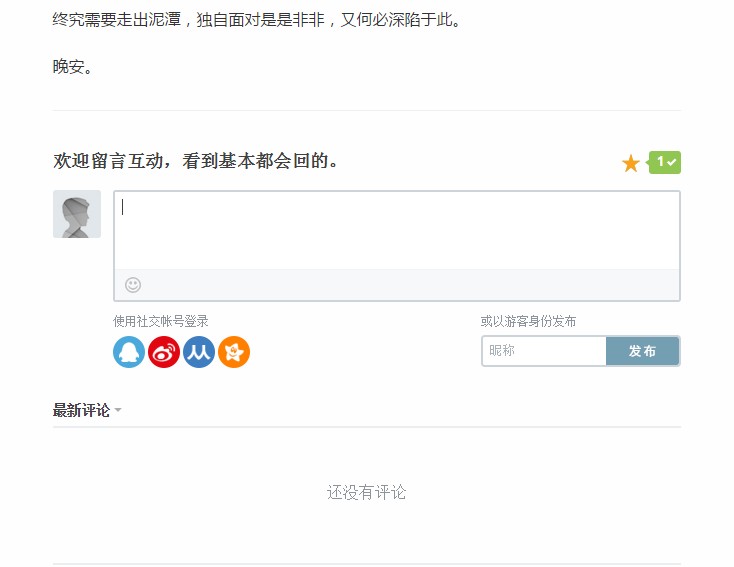 终究需要走出泥潭，独自面对是是非非，又何必深陷于此。
晚安。
欢迎留言互动，看到基本都会回的。
1
使用社交帐号登录
或以游客身份发布
昵称
发布
最新评论
还没有评论